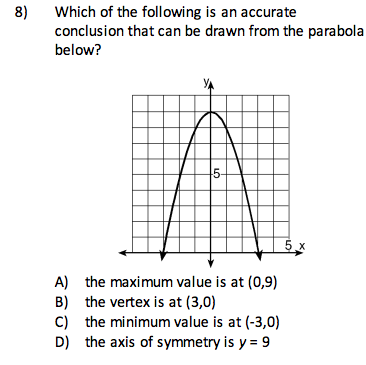 8) Which of the following is an accurate
conclusion that can be drawn from the parabola
below?
y
5
5 x
A) the maximum value is at (0,9)
B) the vertex is at (3,0)
C) the minimum value is at (-3,0)
D) the axis of symmetry is y = 9